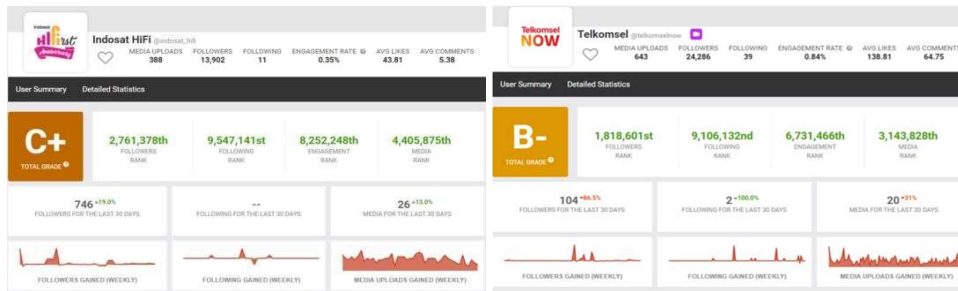 indosat
HiFirst
Anniversary
Indosat HiFi @indosat_hifi
MEDIA UPLOADS FOLLOWERS FOLLOWING ENGAGEMENT RATE AVG LIKES AVG COMMENTS
388 13,902 11 0.35% 43.81 5.38
User Summary Detailed Statistics
C+
TOTAL GRADE
2,761,378th 9,547,141st 8,252,248th 4,405,875th
FOLLOWERS FOLLOWING ENGAGEMENT MEDIA
RANK RANK RANK RANK
746 +19.0% -- 26 +13.0%
FOLLOWERS FOR THE LAST 30 DAYS FOLLOWING FOR THE LAST 30 DAYS MEDIA FOR THE LAST 30 DAYS
FOLLOWERS GAINED (WEEKLY) FOLLOWING GAINED (WEEKLY) MEDIA UPLOADS GAINED (WEEKLY)
Telkomsel
NOW
Telkomsel @telkomselnow
MEDIA UPLOADS FOLLOWERS FOLLOWING ENGAGEMENT RATE AVG LIKES AVG COMMENTS
643 24,286 39 0.84% 138.81 64.75
User Summary Detailed Statistics
B-
TOTAL GRADE
1,818,601st 9,106,132nd 6,731,466th 3,143,828th
FOLLOWERS FOLLOWING ENGAGEMENT MEDIA
RANK RANK RANK RANK
104 -86.5% 2 +100.0% 20 -31%
FOLLOWERS FOR THE LAST 30 DAYS FOLLOWING FOR THE LAST 30 DAYS MEDIA FOR THE LAST 30 DAYS
FOLLOWERS GAINED (WEEKLY) FOLLOWING GAINED (WEEKLY) MEDIA UPLOADS GAINED (WEEKLY)